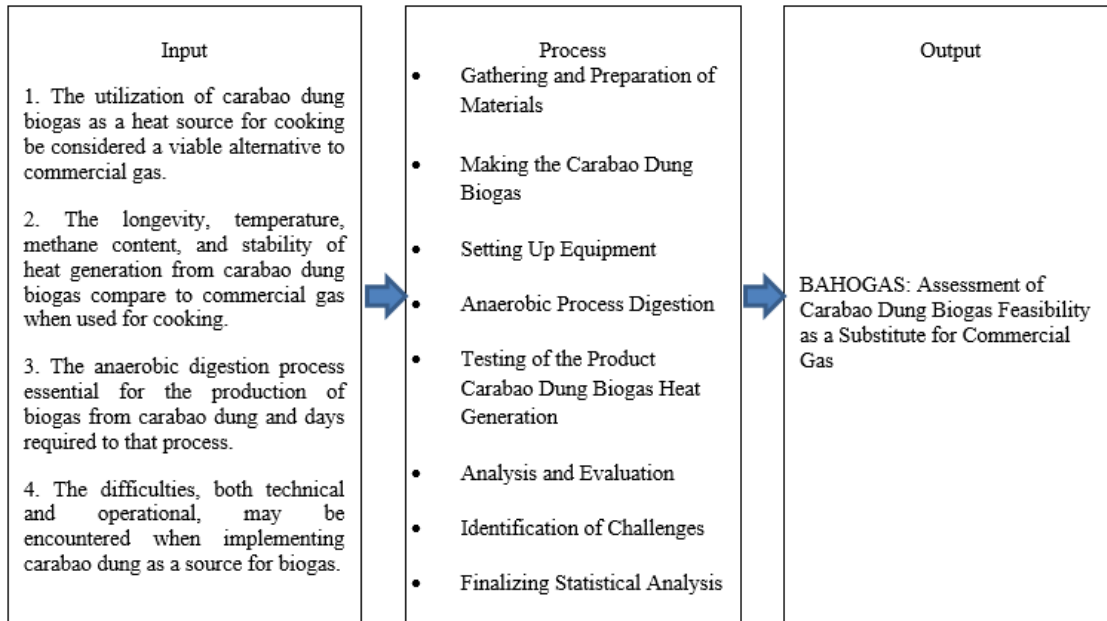 Input
1. The utilization of carabao dung
biogas as a heat source for cooking
be considered a viable alternative to
commercial gas.
2. The longevity, temperature,
methane content, and stability of
heat generation from carabao dung
biogas compare to commercial gas
when used for cooking.
3. The anaerobic digestion process
essential for the production of
biogas from carabao dung and days
required to that process.
4. The difficulties, both technical
and operational, may be
encountered when implementing
carabao dung as a source for biogas.
Process
• Gathering and Preparation of
Materials
• Making the Carabao Dung
Biogas
• Setting Up Equipment
• Anaerobic Process Digestion
• Testing of the Product
Carabao Dung Biogas Heat
Generation
• Analysis and Evaluation
• Identification of Challenges
• Finalizing Statistical Analysis
Output
BAHOGAS: Assessment of
Carabao Dung Biogas Feasibility
as a Substitute for Commercial
Gas